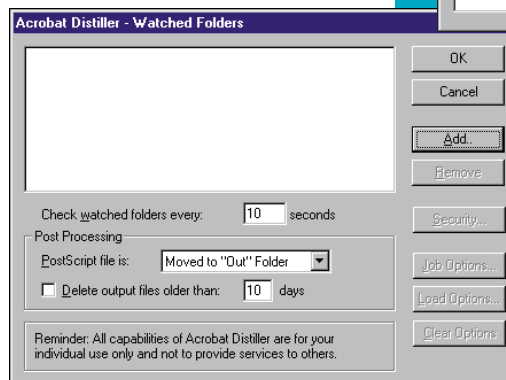 Acrobat Distiller - Watched Folders
OK
Cancel
Add..
Remove
Check watched folders every: 10 seconds
Security...
Post Processing
PostScript file is: Moved to "Out" Folder
Job Options...
Delete output files older than: 10 days
Load Options...
Clear Options
Reminder: All capabilities of Acrobat Distiller are for your
individual use only and not to provide services to others.